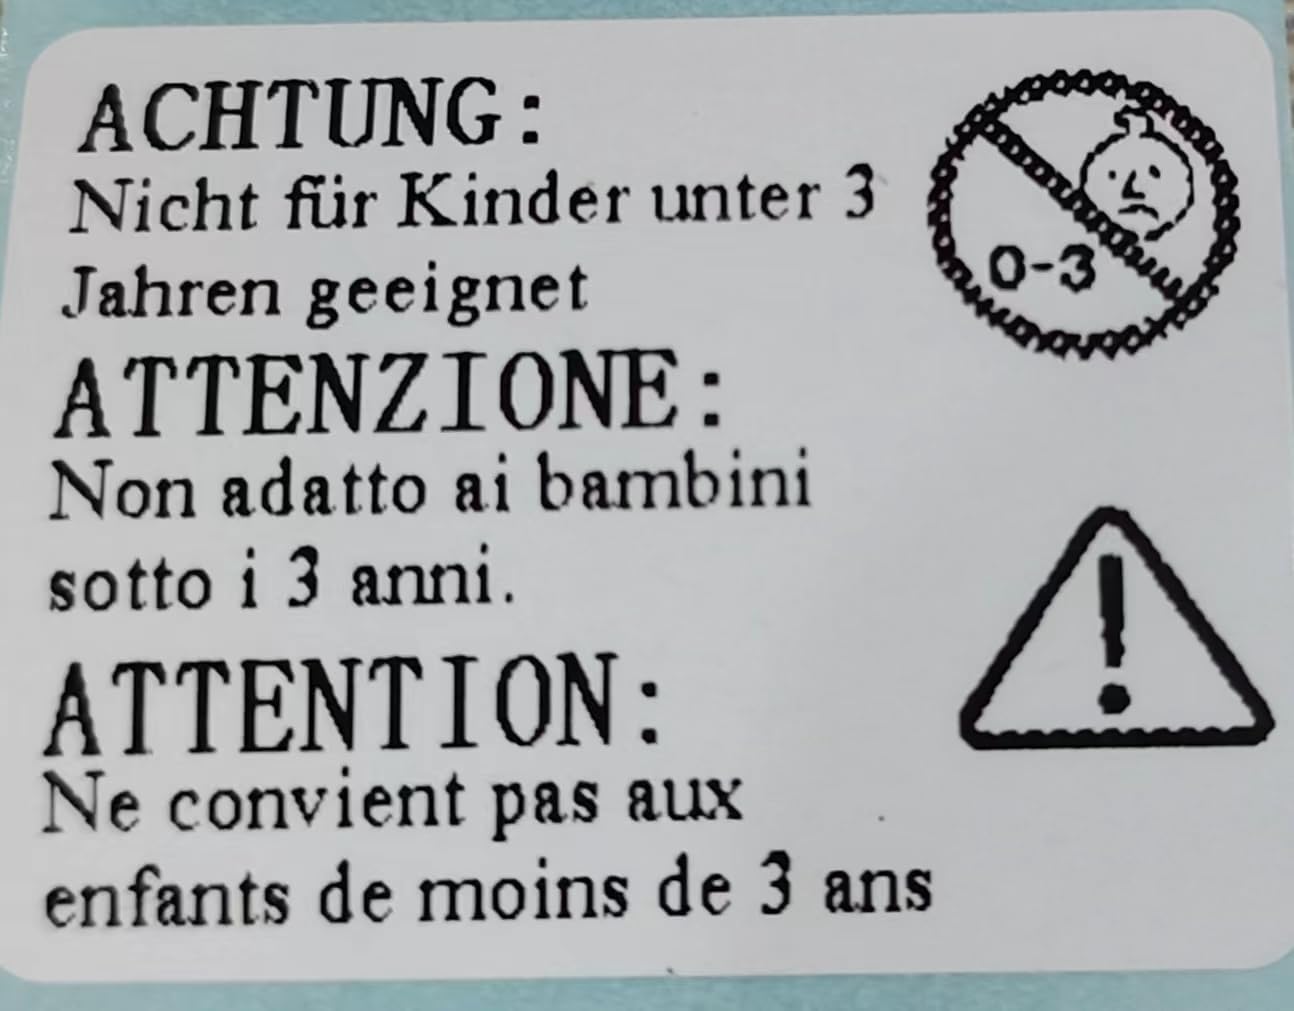 ACHTUNG:
Nicht für Kinder unter 3
Jahren geeignet
ATTENZIONE:
Non adatto ai bambini
sotto i 3 anni.
ATTENTION:
Ne convient pas aux
enfants de moins de 3 ans
0-3